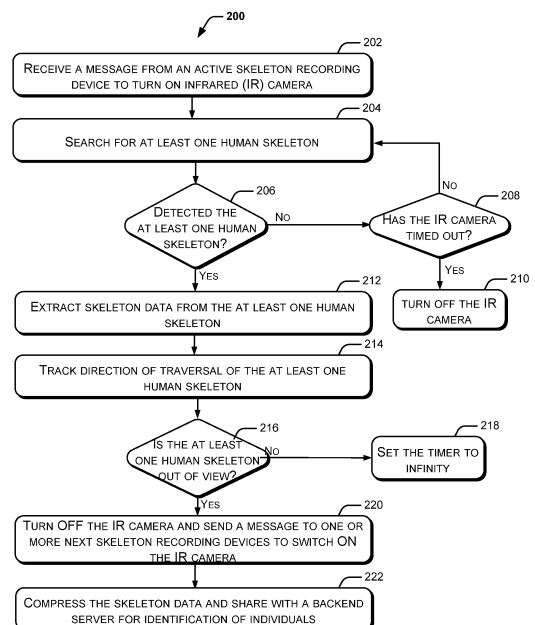 200
202
RECEIVE A MESSAGE FROM AN ACTIVE SKELETON RECORDING
DEVICE TO TURN ON INFRARED (IR) CAMERA
204
SEARCH FOR AT LEAST ONE HUMAN SKELETON
206
DETECTED THE
AT LEAST ONE HUMAN
SKELETON?
NO
NO
208
HAS THE IR CAMERA
TIMED OUT?
YES
YES
210
TURN OFF THE IR
CAMERA
212
EXTRACT SKELETON DATA FROM THE AT LEAST ONE HUMAN
SKELETON
214
TRACK DIRECTION OF TRAVERSAL OF THE AT LEAST ONE
HUMAN SKELETON
216
IS THE AT LEAST
ONE HUMAN SKELETON
OUT OF VIEW?
NO
218
SET THE TIMER TO
INFINITY
YES
220
TURN OFF THE IR CAMERA AND SEND A MESSAGE TO ONE OR
MORE NEXT SKELETON RECORDING DEVICES TO SWITCH ON
THE IR CAMERA
222
COMPRESS THE SKELETON DATA AND SHARE WITH A BACKEND
SERVER FOR IDENTIFICATION OF INDIVIDUALS